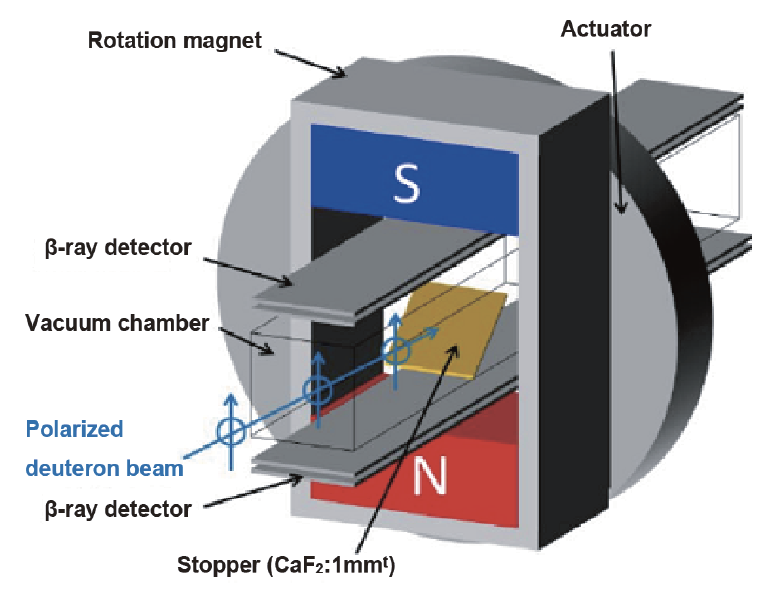 Actuator
Rotation magnet
S
β-ray detector
Vacuum chamber
Polarized
deuteron beam
N
β-ray detector
Stopper (CaF₂:1mmᵗ)